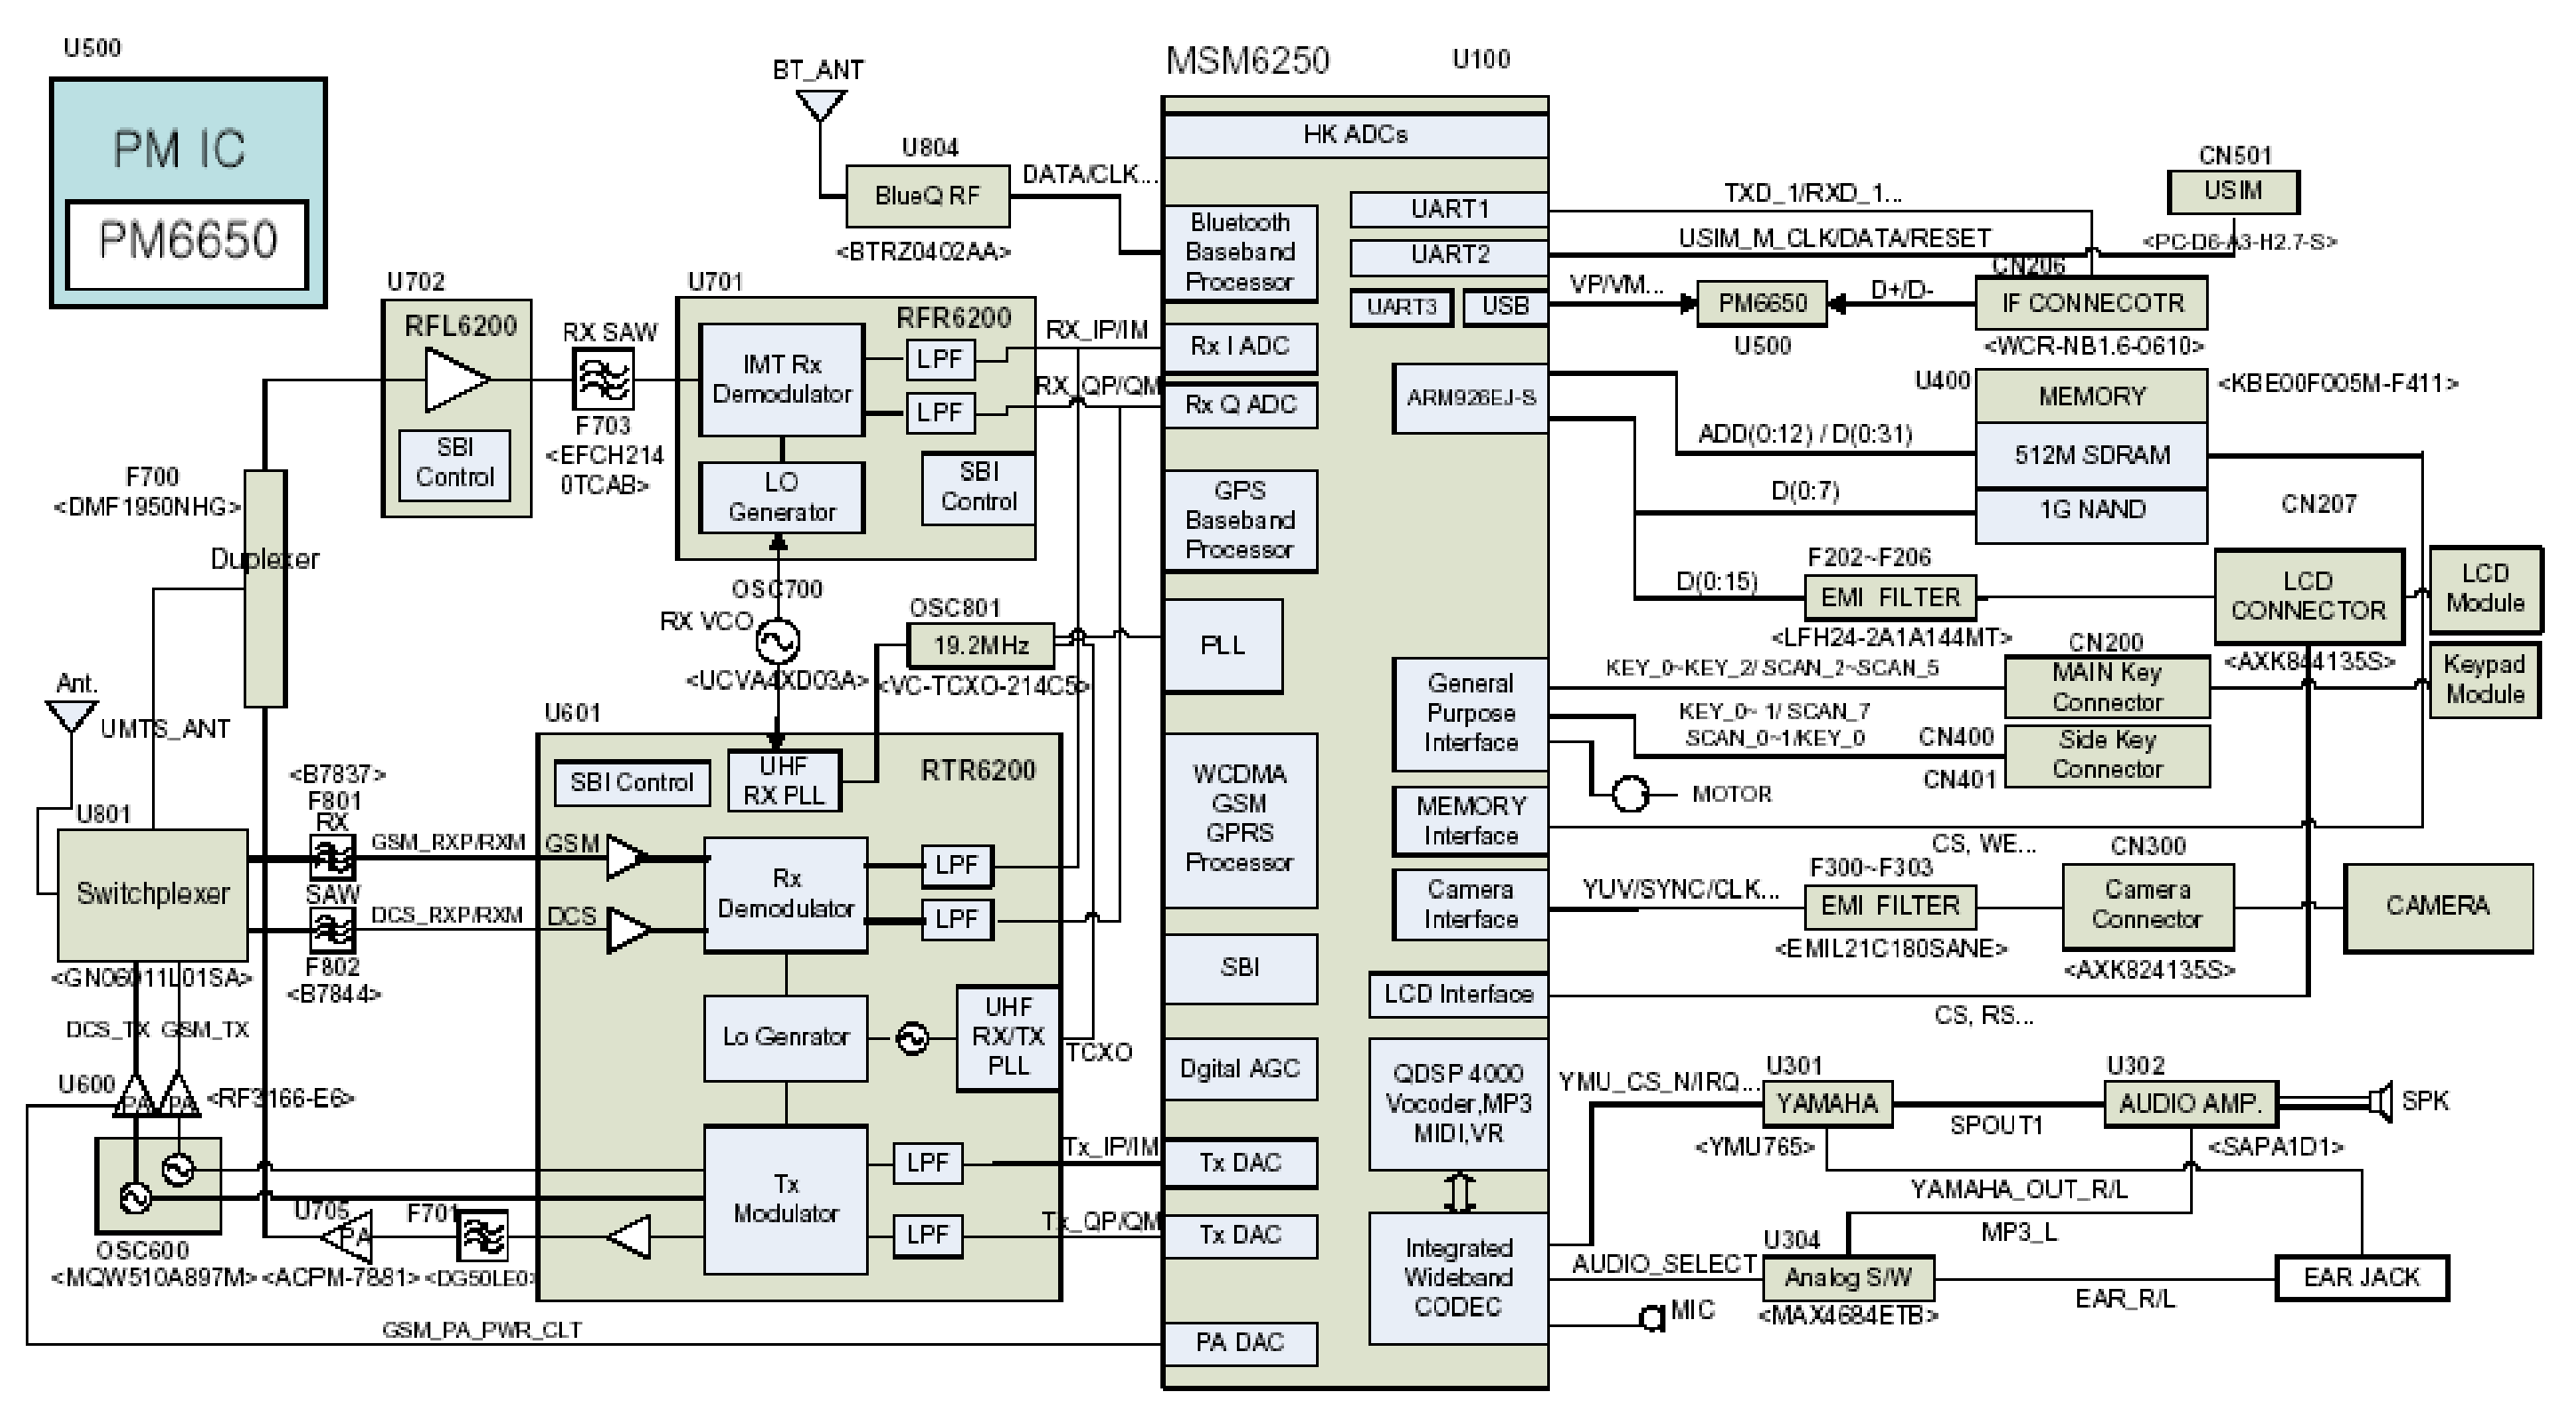 U500
PM IC
PM6650
BT_ANT
U804
BlueQ RF
<BTRZ0402AA>
DATA/CLK...
MSM6250
U100
HK ADCs
Bluetooth
Baseband
Processor
Rx I ADC
Rx Q ADC
GPS
Baseband
Processor
PLL
WCDMA
GSM
GPRS
Processor
SBI
Dgital AGC
Tx DAC
Tx DAC
PA DAC
UART1
UART2
UART3
USB
ARM926EJ-S
General
Purpose
Interface
MEMORY
Interface
Camera
Interface
LCD Interface
QDSP4000
Vocoder,MP3
MIDI,VR
Integrated
Wideband
CODEC
U702
RFL6200
SBI
Control
RX SAW
F703
<EFCH214
0TCAB>
U701
RFR6200
IMT Rx
Demodulator
LPF
LPF
LO
Generator
SBI
Control
RX_IP/IM
RX_QP/QM
F700
<DMF1950NHG>
Duplexer
OSC700
RX VCO
<UCVA4XD03A>
OSC801
19.2MHz
<VC-TCXO-214C5>
Ant.
UMTS_ANT
U801
Switchplexer
<GN06011L01SA>
<B7837>
F801
RX
SAW
F802
<B7844>
GSM_RXP/RXM
DCS_RXP/RXM
DCS_TX
GSM_TX
U600
PA
PA
<RF3166-E6>
OSC600
<MQW510A897M>
U705
PA
<ACPM-7881>
F701
<DG50LE0>
GSM_PA_PWR_CLT
U601
RTR6200
SBI Control
UHF
RX PLL
GSM
DCS
Rx
Demodulator
LPF
LPF
Lo Genrator
UHF
RX/TX
PLL
TCXO
Tx
Modulator
LPF
LPF
Tx_IP/IM
Tx_QP/QM
TXD_1/RXD_1...
USIM_M_CLK/DATA/RESET
CN501
USIM
<PC-D6-A3-H2.7-S>
VP/VM...
PM6650
U500
D+/D-
CN206
IF CONNECOTR
<WCR-NB1.6-0610>
U400
MEMORY
512M SDRAM
1G NAND
<KBE00F005M-F411>
ADD(0:12) / D(0:31)
D(0:7)
D(0:15)
F202~F206
EMI FILTER
<LFH24-2A1A144MT>
CN207
LCD
CONNECTOR
<AXK844135S>
LCD
Module
Keypad
Module
KEY_0~KEY_2/ SCAN_2~SCAN_5
CN200
MAIN Key
Connector
KEY_0~ 1/ SCAN_7
SCAN_0~1/KEY_0
CN400
CN401
Side Key
Connector
MOTOR
CS, WE...
YUV/SYNC/CLK...
F300~F303
EMI FILTER
<EMIL21C180SANE>
CN300
Camera
Connector
<AXK824135S>
CAMERA
CS, RS...
YMU_CS_N/IRQ...
U301
YAMAHA
<YMU765>
SPOUT1
U302
AUDIO AMP.
<SAPA1D1>
SPK
YAMAHA_OUT_R/L
MP3_L
AUDIO_SELECT
U304
Analog S/W
<MAX4684ETB>
EAR_R/L
EAR JACK
MIC